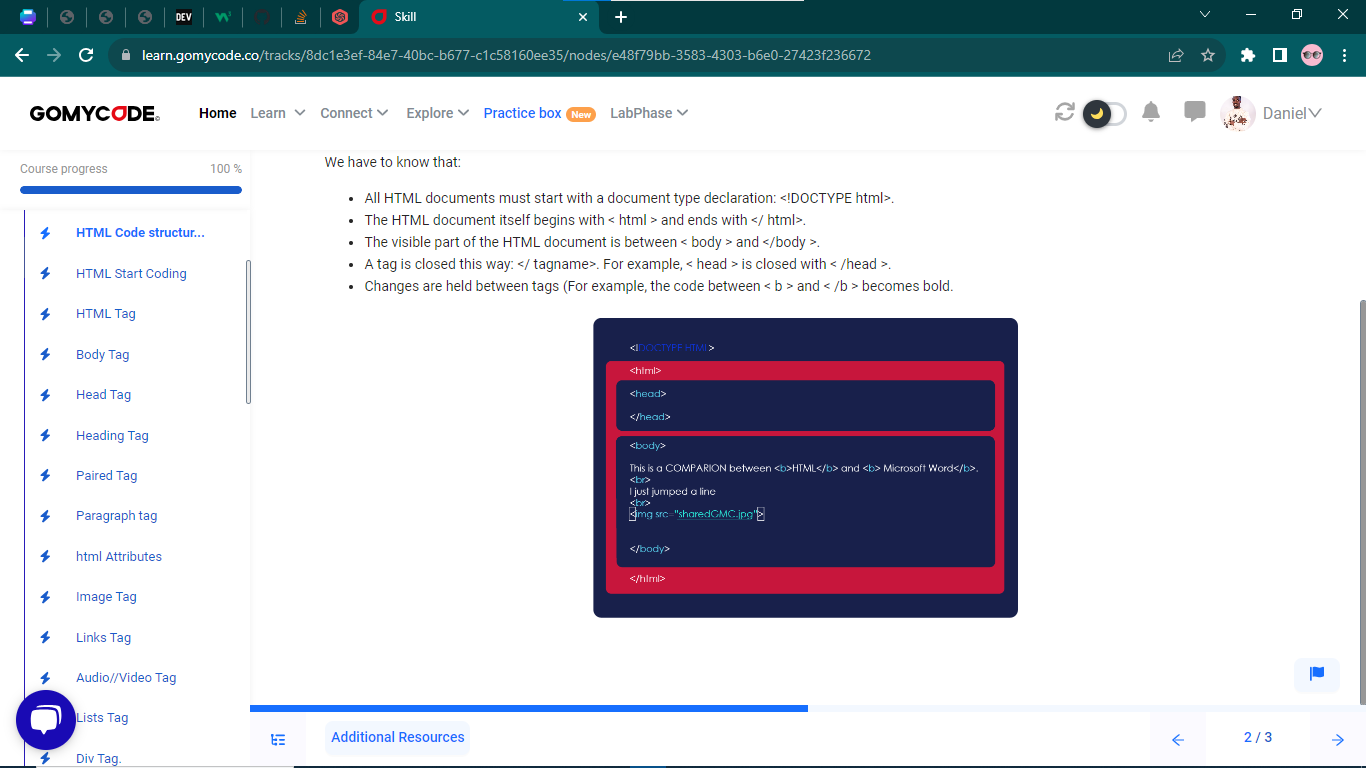 DEV
Skill
learn.gomycode.co/tracks/8dc1e3ef-84e7-40bc-b677-c1c58160ee35/nodes/e48f79bb-3583-4303-b6e0-27423f236672
GOMYCODE
Home
Learn
Connect
Explore
Practice box New
LabPhase
Daniel
Course progress 100 %
HTML Code structur...
HTML Start Coding
HTML Tag
Body Tag
Head Tag
Heading Tag
Paired Tag
Paragraph tag
html Attributes
Image Tag
Links Tag
Audio//Video Tag
Lists Tag
Div Tag.
We have to know that:
All HTML documents must start with a document type declaration: <!DOCTYPE html>.
The HTML document itself begins with < html > and ends with </ html>.
The visible part of the HTML document is between < body > and </body >.
A tag is closed this way: </ tagname>. For example, < head > is closed with < /head >.
Changes are held between tags (For example, the code between < b > and < /b > becomes bold.
<!DOCTYPE HTML>
<html>
<head>
</head>
<body>
This is a COMPARION between <b>HTML</b> and <b> Microsoft Word</b>.
<br>
I just jumped a line
<br>
<img src="sharedGMC.jpg">
</body>
</html>
Additional Resources
2 / 3